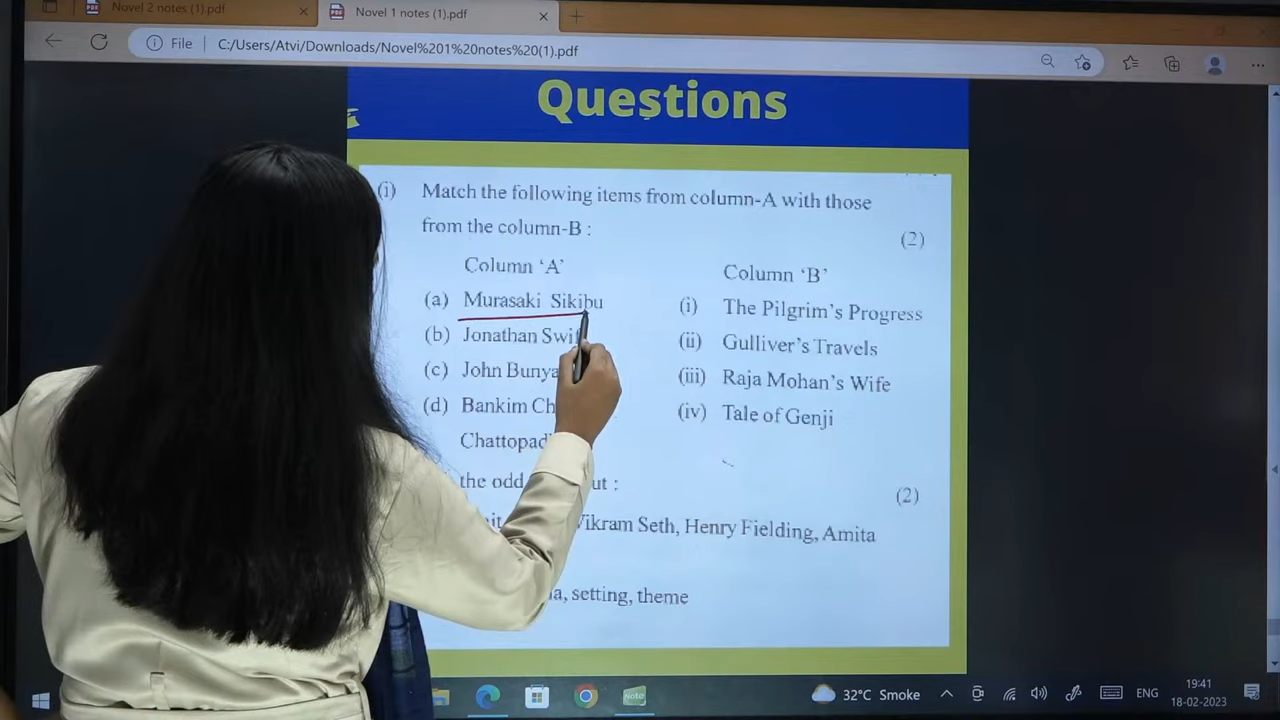 Novel 2 notes (1).pdf
Novel 1 notes (1).pdf
File C:/Users/Atvi/Downloads/Novel%201%20notes%20(1).pdf
Questions
(i) Match the following items from column-A with those
from the column-B :
(2)
Column ‘A’ Column ‘B’
(a) Murasaki Sikibu (i) The Pilgrim’s Progress
(b) Jonathan Swif (ii) Gulliver’s Travels
(c) John Bunya (iii) Raja Mohan’s Wife
(d) Bankim Ch (iv) Tale of Genji
Chattopad
the odd ut :
(2)
Vikram Seth, Henry Fielding, Amita
setting, theme
32°C Smoke ENG 19:41
18-02-2023